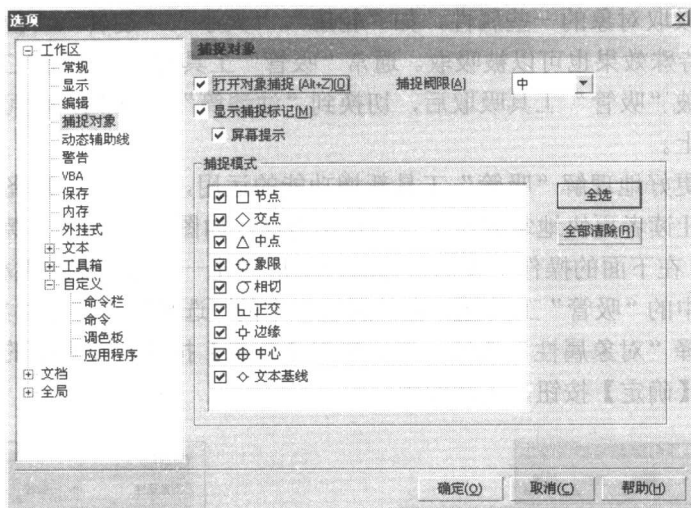 选项
工作区
常规
显示
编辑
捕捉对象
动态辅助线
警告
VBA
保存
内存
外挂式
文本
工具箱
自定义
命令栏
命令
调色板
应用程序
文档
全局
捕捉对象
打开对象捕捉 (Alt+Z)[O]
捕捉阈限[A]
中
显示捕捉标记[M]
屏幕提示
捕捉模式
节点
交点
中点
象限
相切
正交
边缘
中心
文本基线
全选
全部清除[R]
确定(O)
取消(C)
帮助(H)